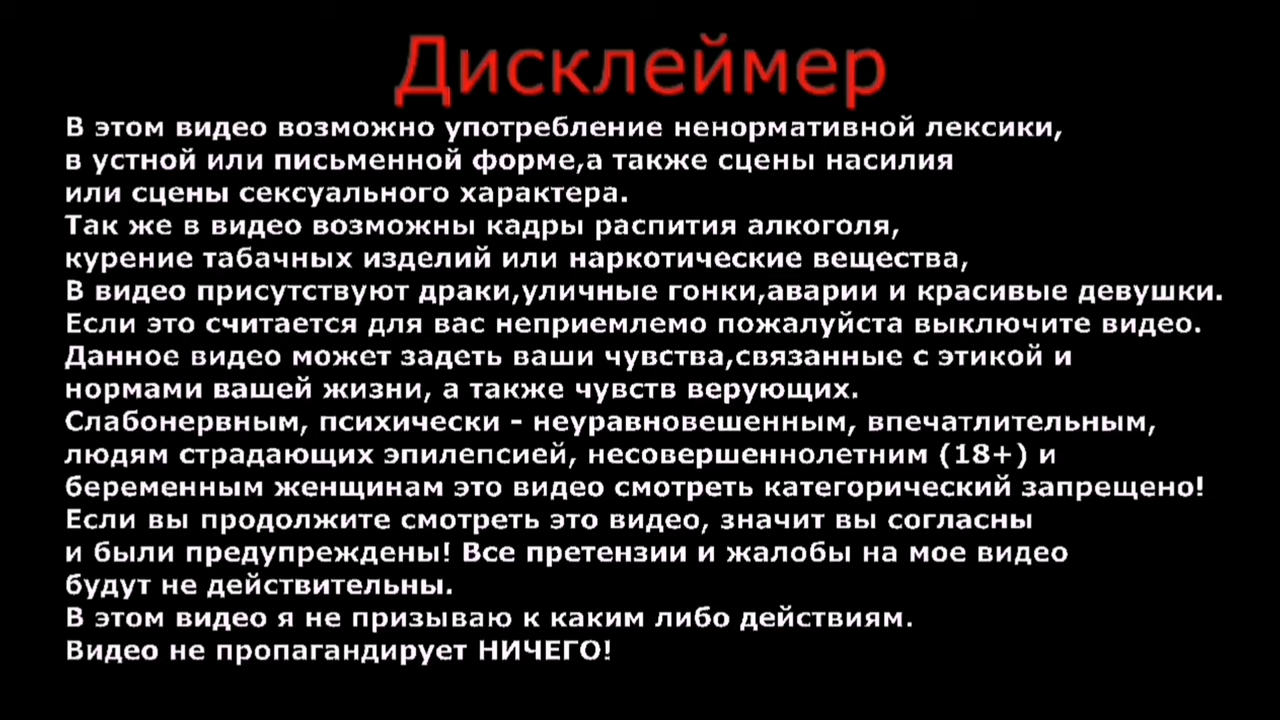 Дисклеймер
В этом видео возможно употребление ненормативной лексики,
в устной или письменной форме,а также сцены насилия
или сцены сексуального характера.
Так же в видео возможны кадры распития алкоголя,
курение табачных изделий или наркотические вещества,
В видео присутствуют драки,уличные гонки,аварии и красивые девушки.
Если это считается для вас неприемлемо пожалуйста выключите видео.
Данное видео может задеть ваши чувства,связанные с этикой и
нормами вашей жизни, а также чувств верующих.
Слабонервным, психически - неуравновешенным, впечатлительным,
людям страдающих эпилепсией, несовершеннолетним (18+) и
беременным женщинам это видео смотреть категорический запрещено!
Если вы продолжите смотреть это видео, значит вы согласны
и были предупреждены! Все претензии и жалобы на мое видео
будут не действительны.
В этом видео я не призываю к каким либо действиям.
Видео не пропагандирует НИЧЕГО!